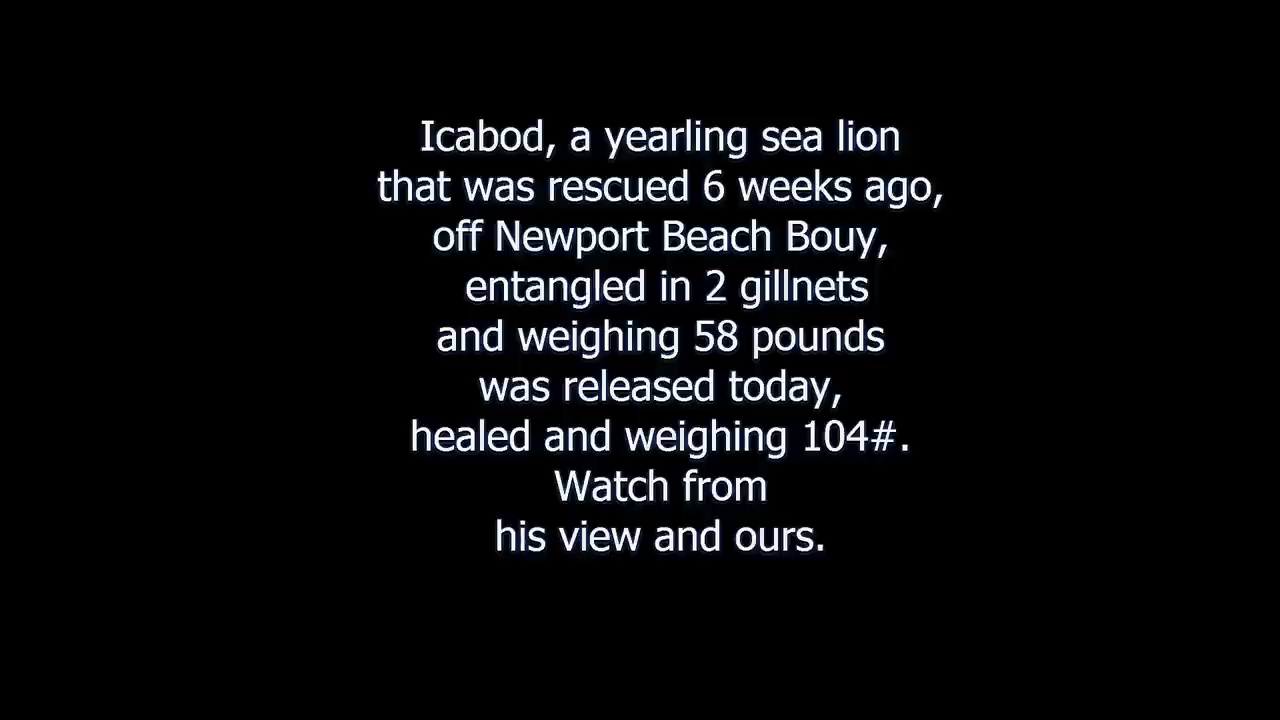 Icabod, a yearling sea lion
that was rescued 6 weeks ago,
off Newport Beach Bouy,
entangled in 2 gillnets
and weighing 58 pounds
was released today,
healed and weighing 104#.
Watch from
his view and ours.